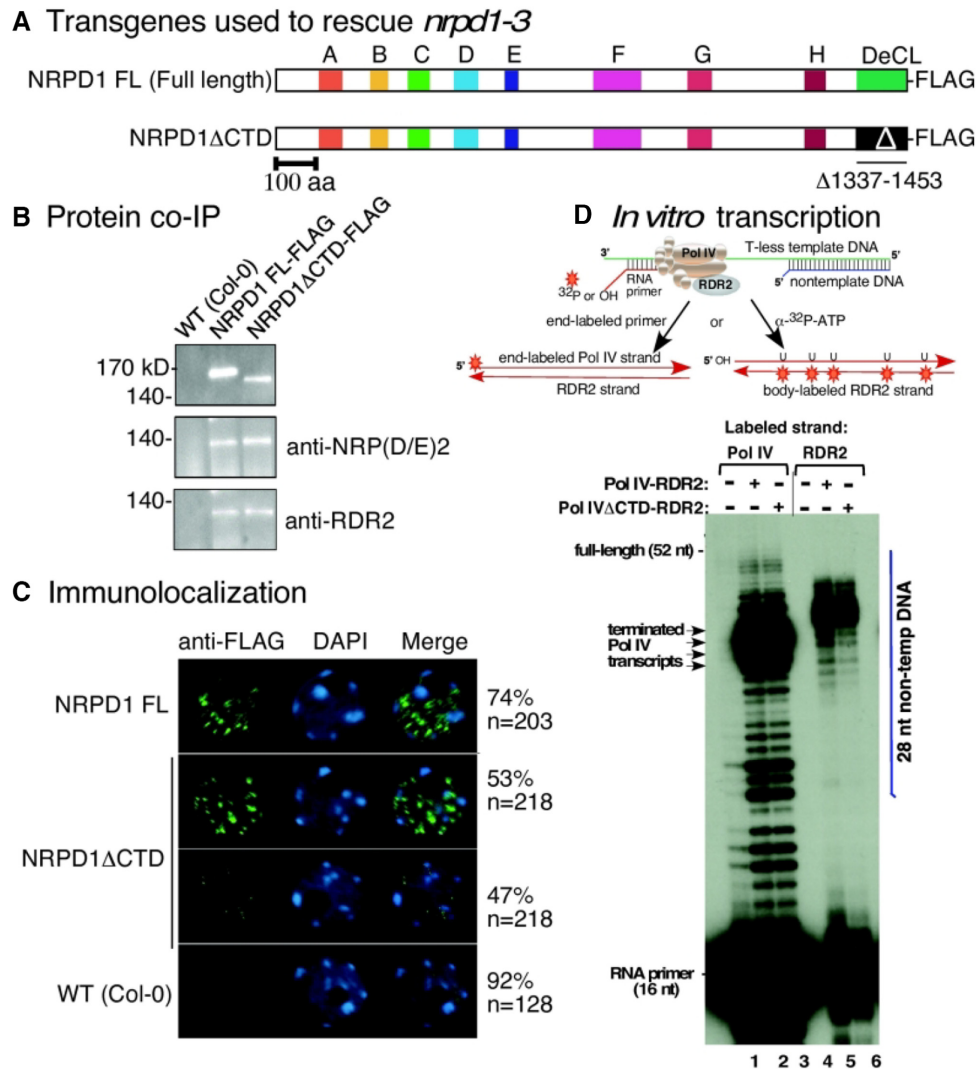 A Transgenes used to rescue nrpd1-3
A B C D E F G H DeCL
NRPD1 FL (Full length) -FLAG
NRPD1ΔCTD Δ -FLAG
100 aa
Δ1337-1453
B Protein co-IP
WT (Col-0)
NRPD1 FL-FLAG
NRPD1ΔCTD-FLAG
170 kD-
140-
140- anti-NRP(D/E)2
140-
anti-RDR2
C Immunolocalization
anti-FLAG DAPI Merge
NRPD1 FL
74%
n=203
53%
n=218
NRPD1ΔCTD
47%
n=218
WT (Col-0)
92%
n=128
D In vitro transcription
3' Pol IV T-less template DNA 5'
RNA
primer
RDR2
5' nontemplate DNA
32P or OH
end-labeled primer or α-32P-ATP
5' end-labeled Pol IV strand
RDR2 strand
5' OH U U U U U
body-labeled RDR2 strand
Labeled strand:
Pol IV RDR2
Pol IV-RDR2: - + - - + -
Pol IVΔCTD-RDR2: - - + - - +
full-length (52 nt) -
terminated
Pol IV
transcripts
28 nt non-temp DNA
RNA primer -
(16 nt)
1 2 3 4 5 6